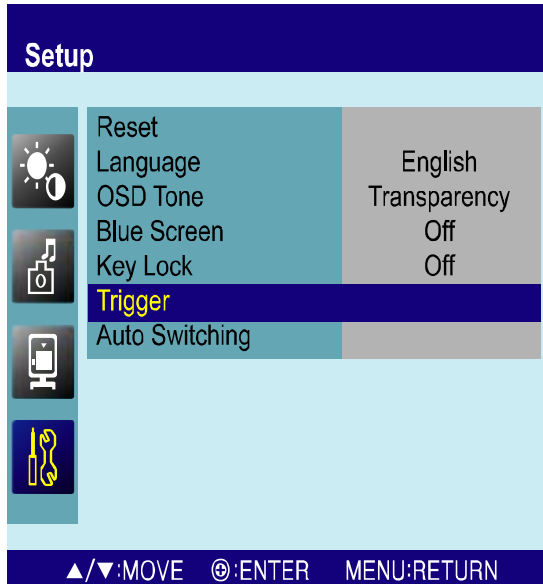 Setup
Reset
Language English
OSD Tone Transparency
Blue Screen Off
Key Lock Off
Trigger
Auto Switching
▲/▼:MOVE ⊕:ENTER MENU:RETURN